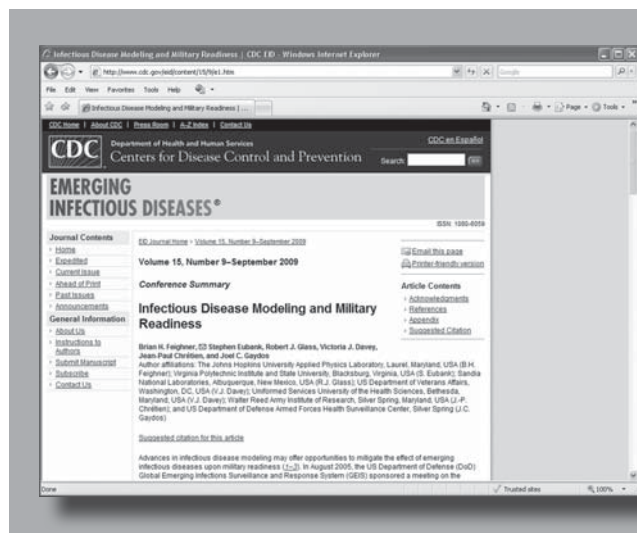 Infectious Disease Modeling and Military Readiness | CDC EID - Windows Internet Explorer
http://www.cdc.gov/eid/content/15/9/e1.htm
Google
File Edit View Favorites Tools Help
Infectious Disease Modeling and Military Readiness | ...
Page Tools
CDC Home | About CDC | Press Room | A-Z Index | Contact Us
CDC en Español
CDC
Department of Health and Human Services
Centers for Disease Control and Prevention
Search:
EMERGING
INFECTIOUS DISEASES®
ISSN: 1080-6059
Journal Contents
Home
Expedited
Current Issue
Ahead of Print
Past Issues
Announcements
General Information
About Us
Instructions to
Authors
Submit Manuscript
Subscribe
Contact Us
EID Journal Home > Volume 15, Number 9–September 2009
Volume 15, Number 9–September 2009
Conference Summary
Infectious Disease Modeling and Military
Readiness
Brian H. Feighner, Stephen Eubank, Robert J. Glass, Victoria J. Davey,
Jean-Paul Chrétien, and Joel C. Gaydos
Author affiliations: The Johns Hopkins University Applied Physics Laboratory, Laurel, Maryland, USA (B.H.
Feighner); Virginia Polytechnic Institute and State University, Blacksburg, Virginia, USA (S. Eubank); Sandia
National Laboratories, Albuquerque, New Mexico, USA (R.J. Glass); US Department of Veterans Affairs,
Washington, DC, USA (V.J. Davey); Uniformed Services University of the Health Sciences, Bethesda,
Maryland, USA (V.J. Davey); Walter Reed Army Institute of Research, Silver Spring, Maryland, USA (J.-P.
Chrétien); and US Department of Defense Armed Forces Health Surveillance Center, Silver Spring (J.C.
Gaydos)
Suggested citation for this article
Advances in infectious disease modeling may offer opportunities to mitigate the effect of emerging
infectious diseases upon military readiness (1–3). In August 2005, the US Department of Defense (DoD)
Global Emerging Infections Surveillance and Response System (GEIS) sponsored a meeting on the
Email this page
Printer-friendly version
Article Contents
Acknowledgments
References
Appendix
Suggested Citation
Done
Trusted sites
100%